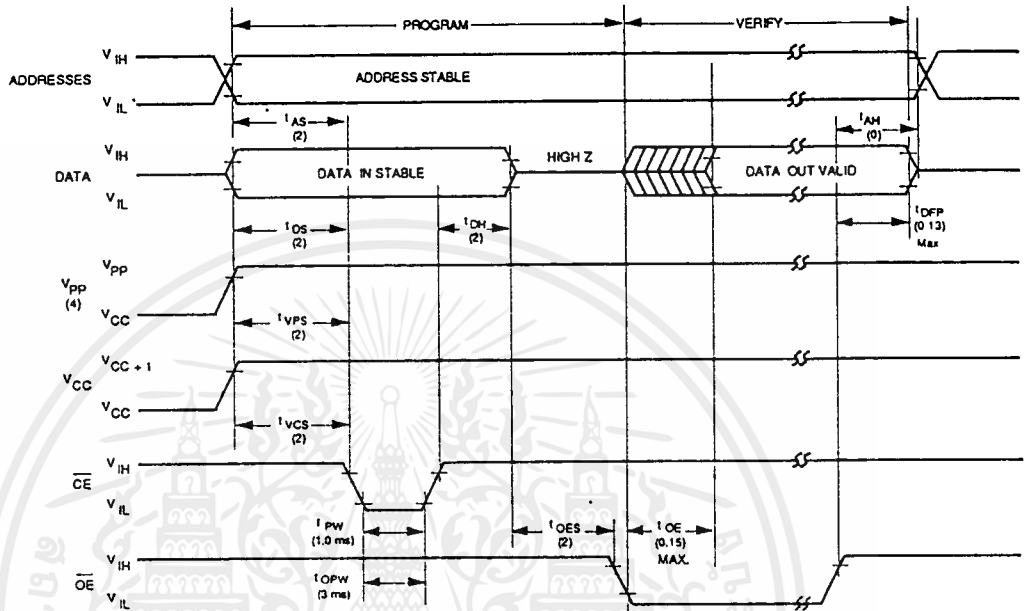 PROGRAM VERIFY
V IH
ADDRESSES ADDRESS STABLE
V IL
t AS (2) t AH (0)
V IH
DATA DATA IN STABLE HIGH Z DATA OUT VALID
V IL
t DS (2) t DH (2) t DFP (0.13) Max
V PP
V PP (4)
V CC
t VPS (2)
V CC + 1
V CC
V CC
t VCS (2)
V IH
CE
V IL
t PW (1.0 ms) t OES (2) t OE (0.15) MAX.
V IH
OE t OPW (3 ms)
V IL